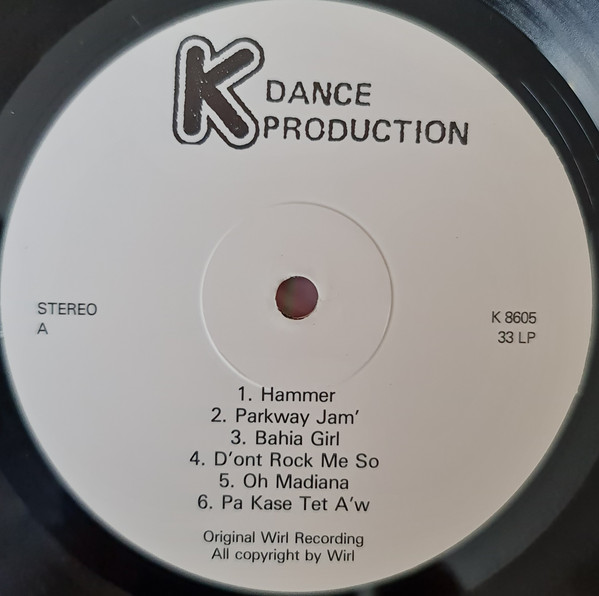 K DANCE
PRODUCTION
STEREO
A
K 8605
33 LP
1. Hammer
2. Parkway Jam'
3. Bahia Girl
4. D'ont Rock Me So
5. Oh Madiana
6. Pa Kase Tet A'w
Original Wirl Recording
All copyright by Wirl